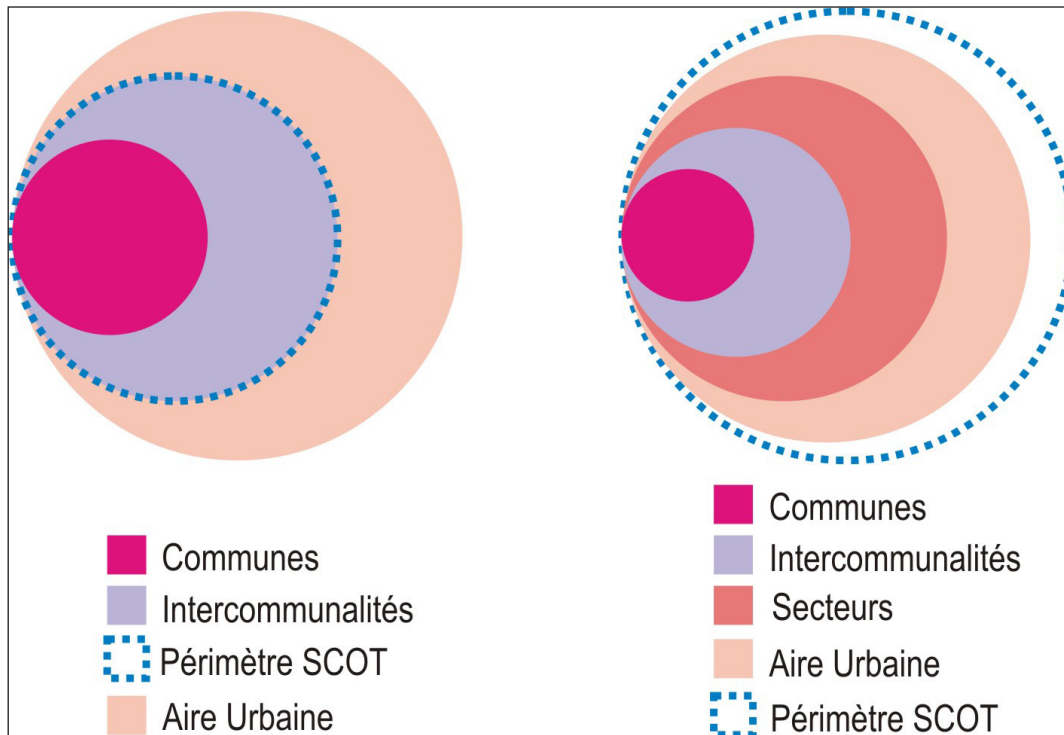 Communes
Intercommunalités
Périmètre SCOT
Aire Urbaine
Communes
Intercommunalités
Secteurs
Aire Urbaine
Périmètre SCOT